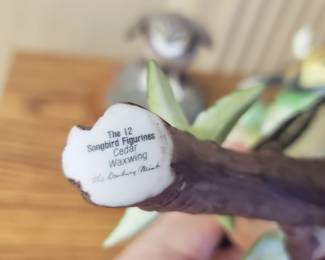 The 12
Songbird Figurines
Cedar
Waxwing
The Danbury Mint